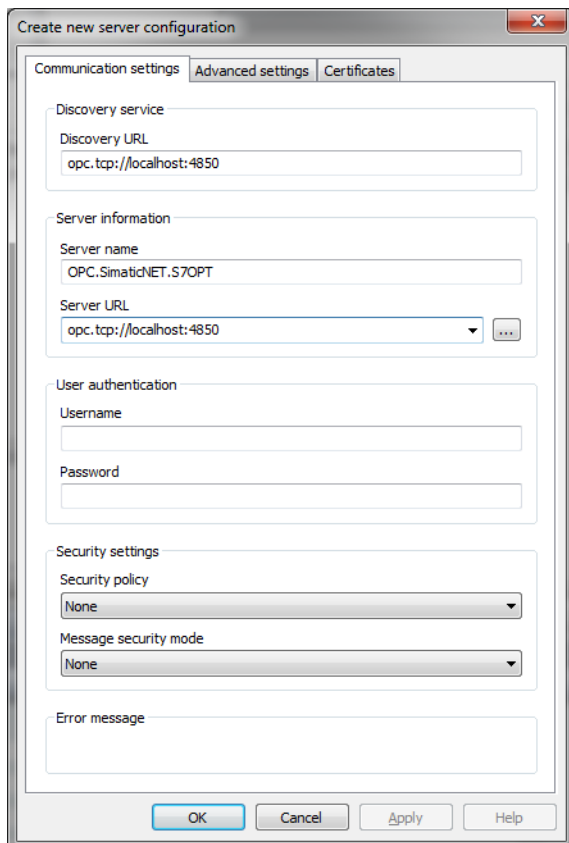 Create new server configuration
Communication settings Advanced settings Certificates
Discovery service
Discovery URL
opc.tcp://localhost:4850
Server information
Server name
OPC.SimaticNET.S7OPT
Server URL
opc.tcp://localhost:4850 ...
User authentication
Username
Password
Security settings
Security policy
None
Message security mode
None
Error message
OK Cancel Apply Help